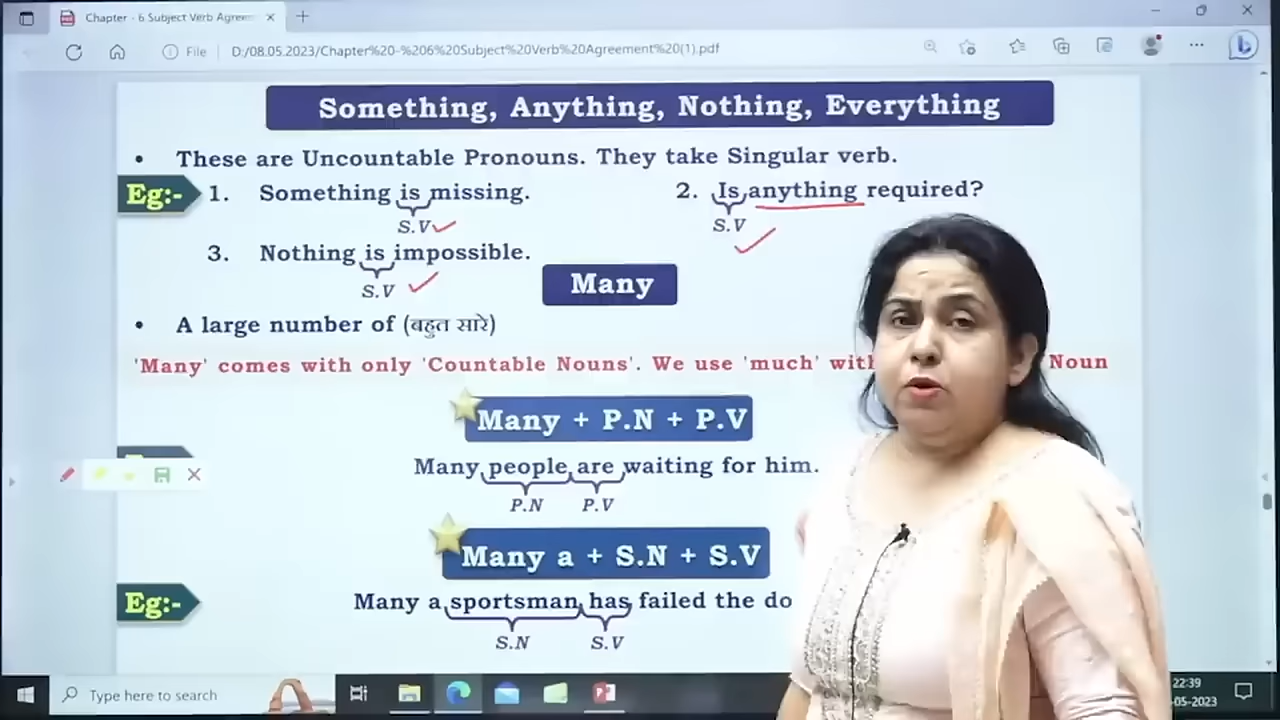 Chapter - 6 Subject Verb Agreem
File D:/08.05.2023/Chapter%20-%206%20Subject%20Verb%20Agreement%20(1).pdf
Something, Anything, Nothing, Everything
• These are Uncountable Pronouns. They take Singular verb.
Eg:- 1. Something is missing. 2. Is anything required?
S.V S.V
3. Nothing is impossible.
S.V
Many
• A large number of (बहुत सारे)
'Many' comes with only 'Countable Nouns'. We use 'much' with Noun
Many + P.N + P.V
Many people are waiting for him.
P.N P.V
Many a + S.N + S.V
Eg:- Many a sportsman has failed the do
S.N S.V
Type here to search
22:39
-05-2023